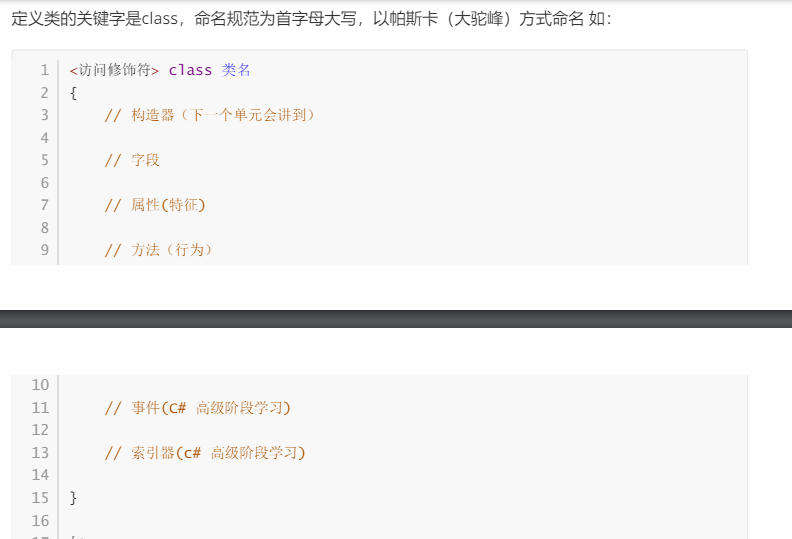 定义类的关键字是class，命名规范为首字母大写，以帕斯卡（大驼峰）方式命名 如：
1 <访问修饰符> class 类名
2 {
3 // 构造器（下一个单元会讲到）
4
5 // 字段
6
7 // 属性(特征)
8
9 // 方法（行为）
10
11 // 事件(C# 高级阶段学习)
12
13 // 索引器(c# 高级阶段学习)
14
15 }
16